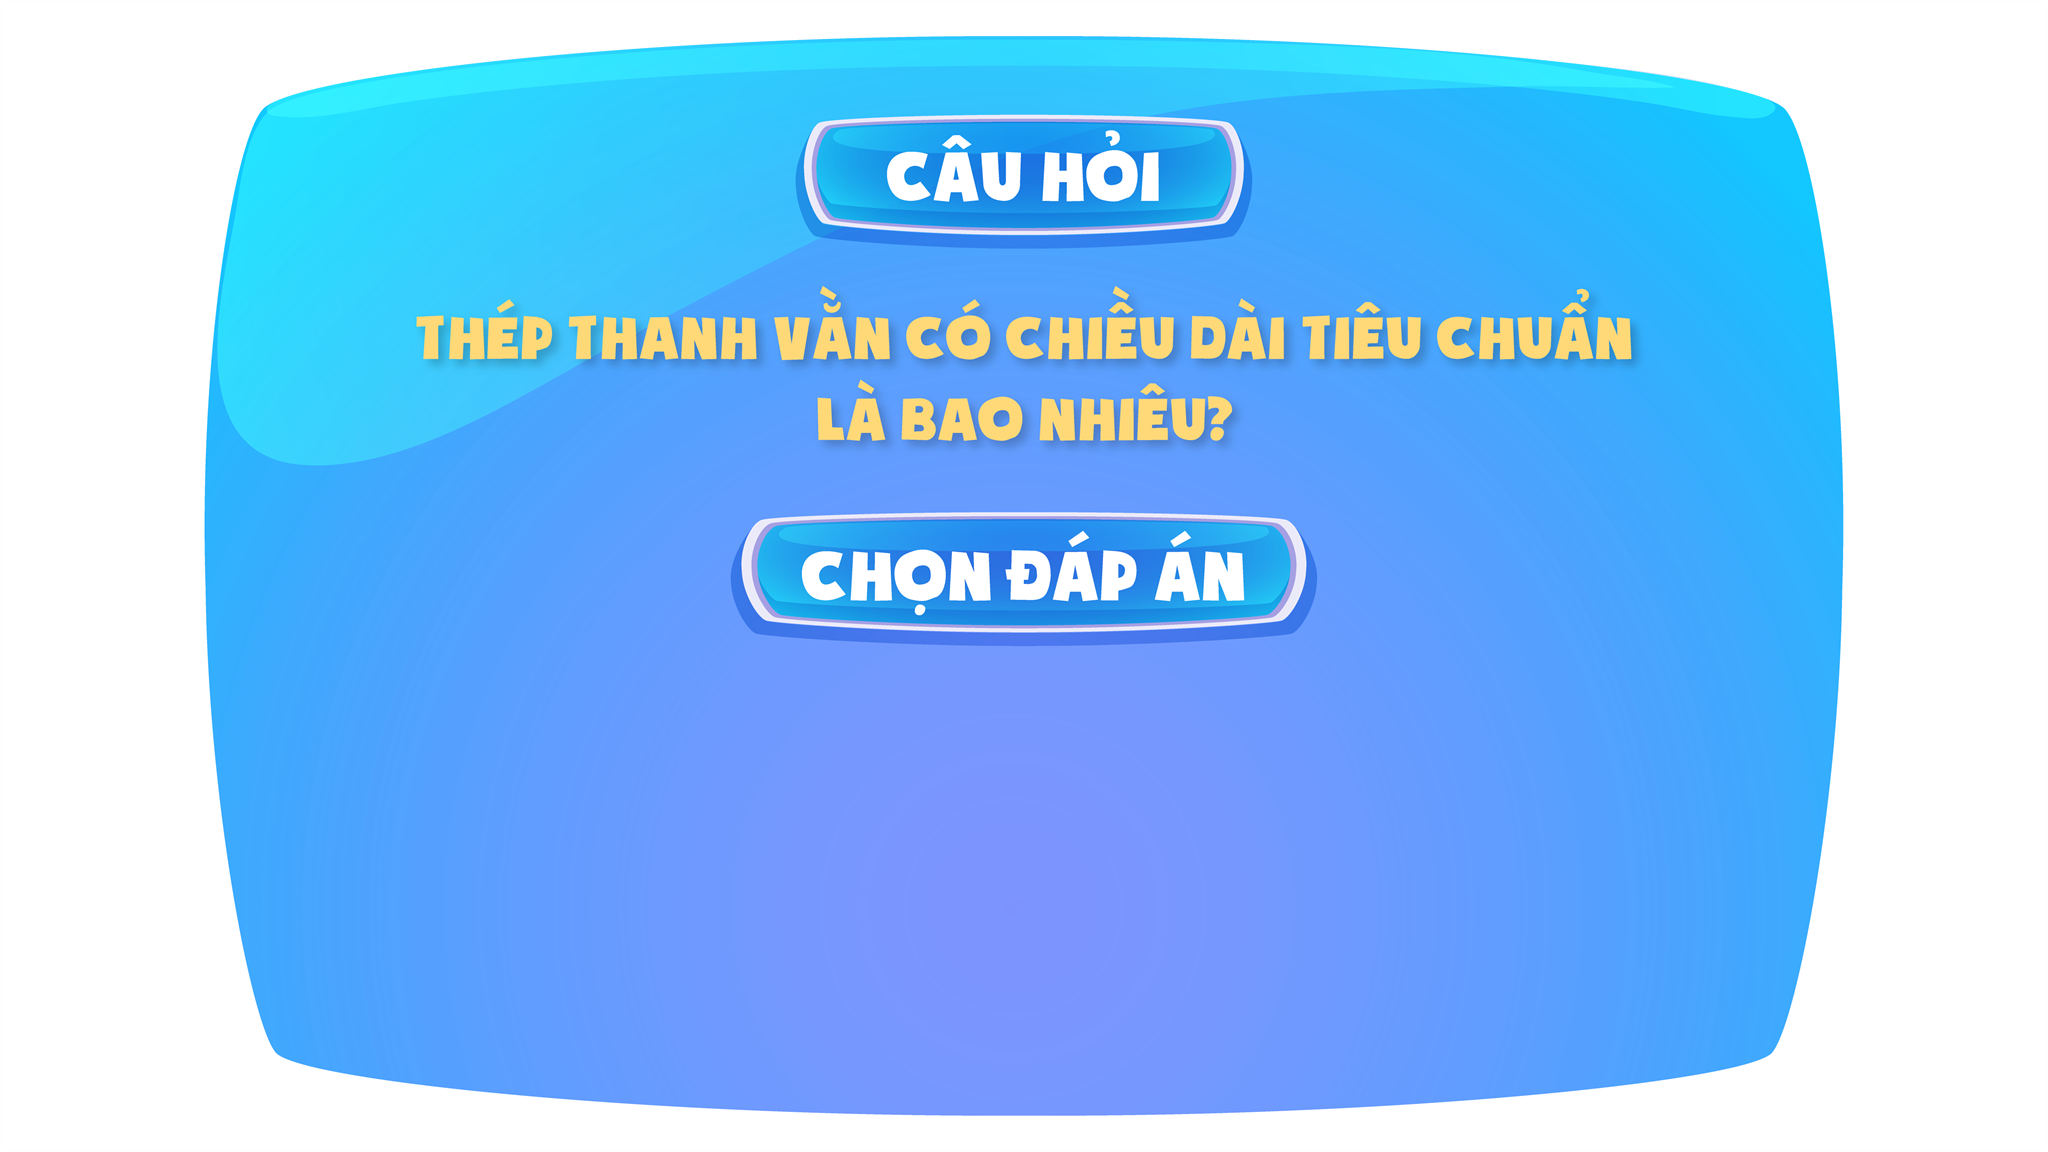 CÂU HỎI
THÉP THANH VẰN CÓ CHIỀU DÀI TIÊU CHUẨN
LÀ BAO NHIÊU?
CHỌN ĐÁP ÁN